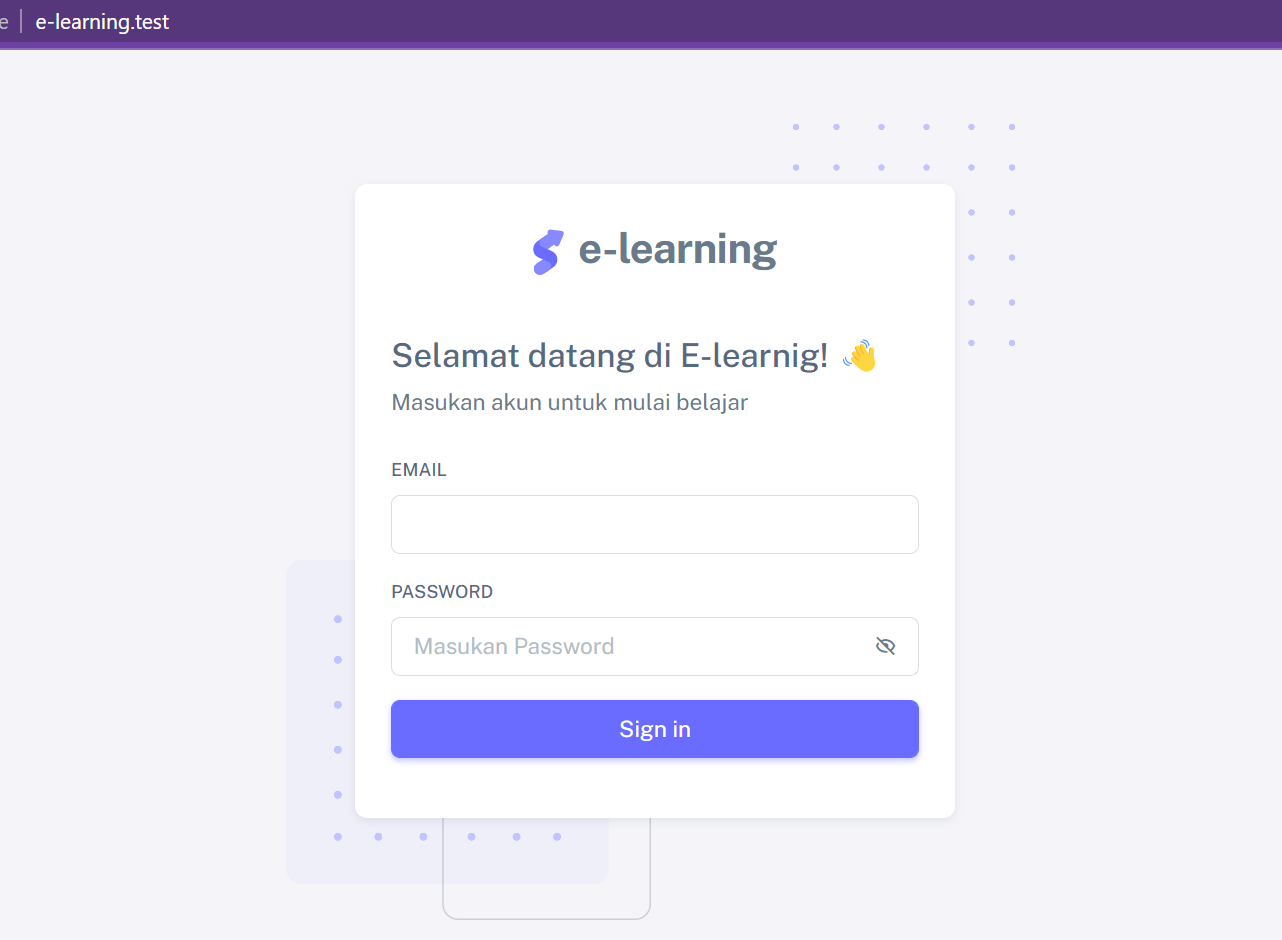 e-learning.test
e-learning
Selamat datang di E-learnig! 👋
Masukan akun untuk mulai belajar
EMAIL
PASSWORD
Masukan Password
Sign in